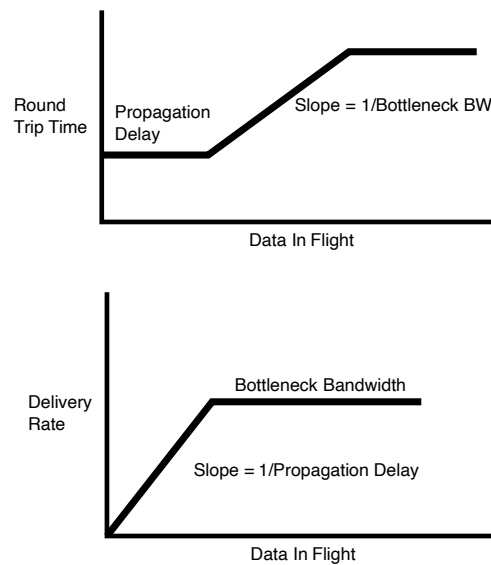 Round
Trip Time
Propagation
Delay
Slope = 1/Bottleneck BW
Data In Flight
Delivery
Rate
Bottleneck Bandwidth
Slope = 1/Propagation Delay
Data In Flight